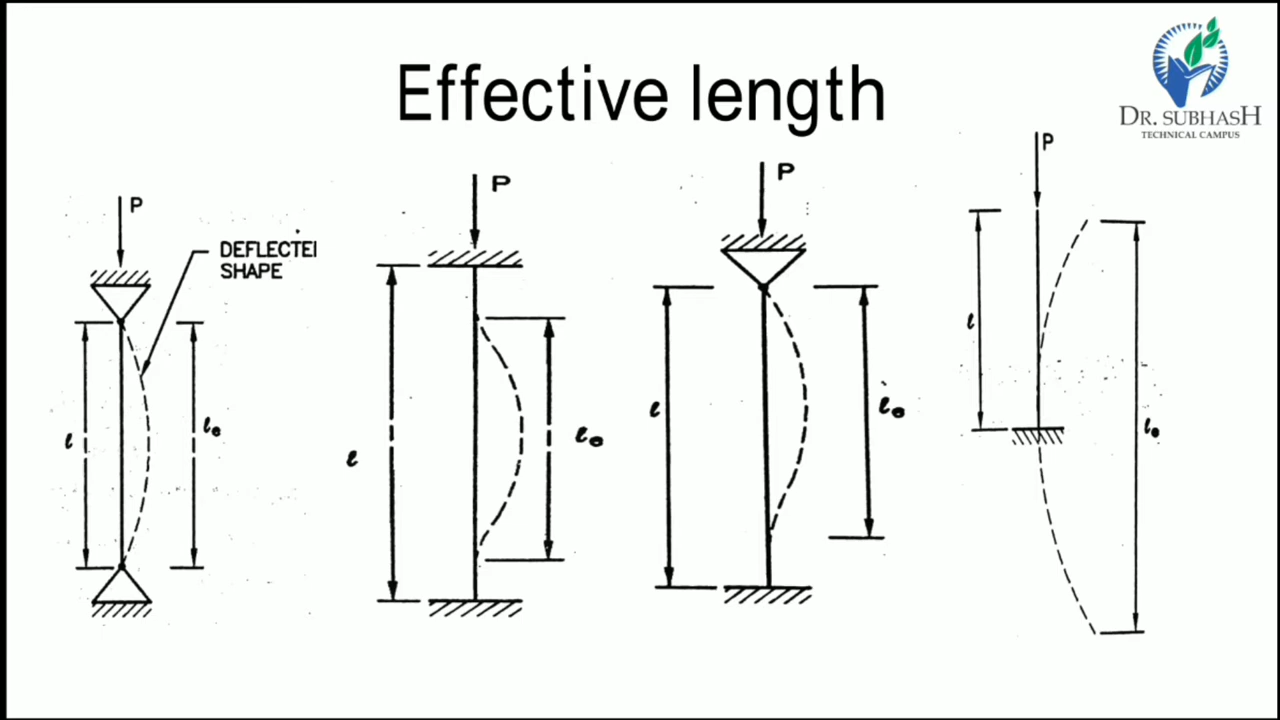 Effective length
DR. SUBHASH
TECHNICAL CAMPUS
P
DEFLECTEI
SHAPE
l
le
P
l
le
P
l
le
P
l
le